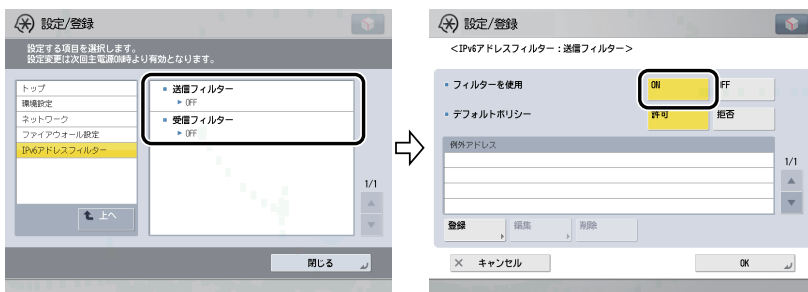 設定/登録
設定する項目を選択します。
設定変更は次回主電源ON時より有効となります。
トップ
環境設定
ネットワーク
ファイアウォール設定
IPv6アドレスフィルター
上へ
送信フィルター
OFF
受信フィルター
OFF
1/1
閉じる
設定/登録
<IPv6アドレスフィルター:送信フィルター>
フィルターを使用
ON
FF
デフォルトポリシー
許可
拒否
例外アドレス
1/1
登録
編集
削除
キャンセル
OK